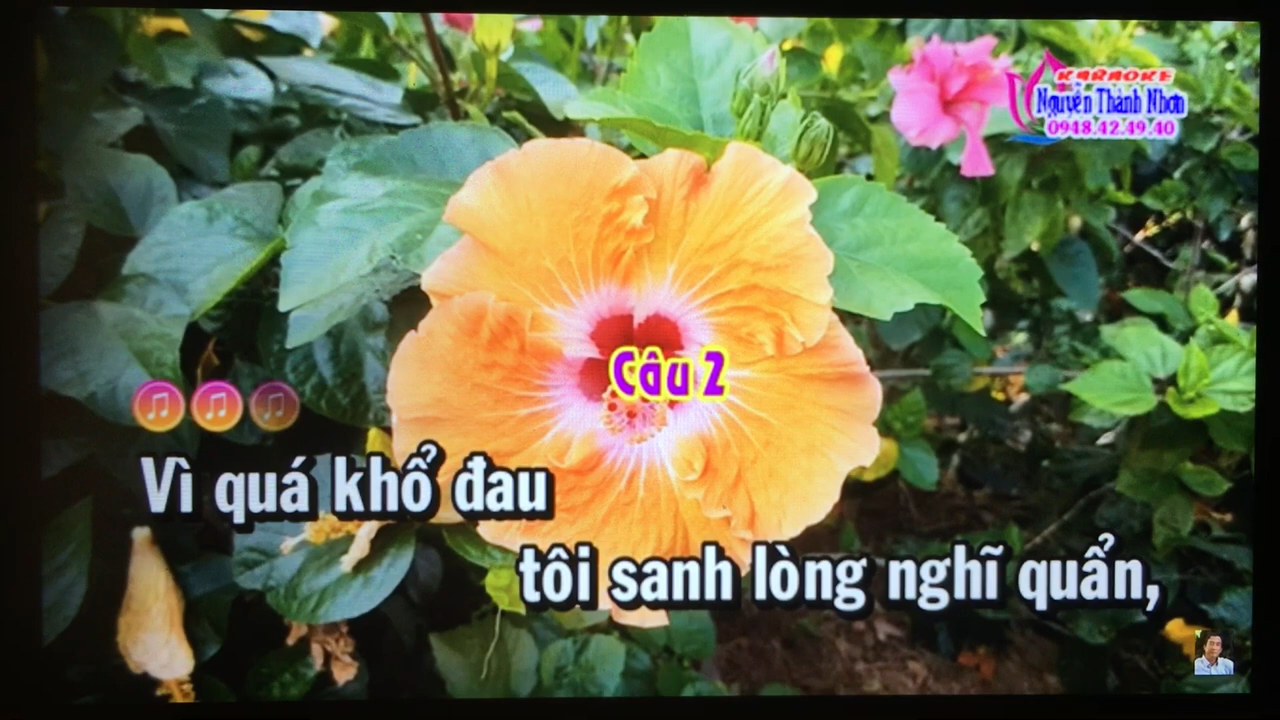 KARAOKE
Nguyễn Thành Nhơn
0948.42.49.40
Câu 2
Vì quá khổ đau
tôi sanh lòng nghĩ quẩn,